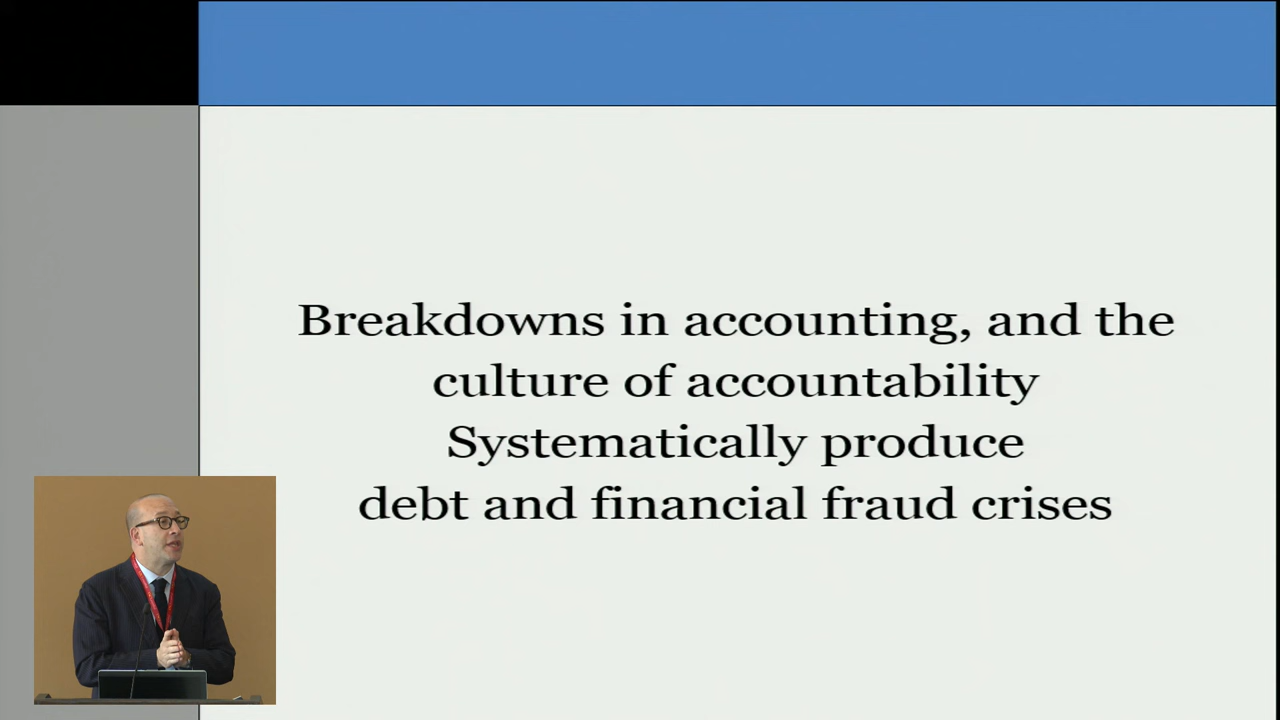 Breakdowns in accounting, and the
culture of accountability
Systematically produce
debt and financial fraud crises